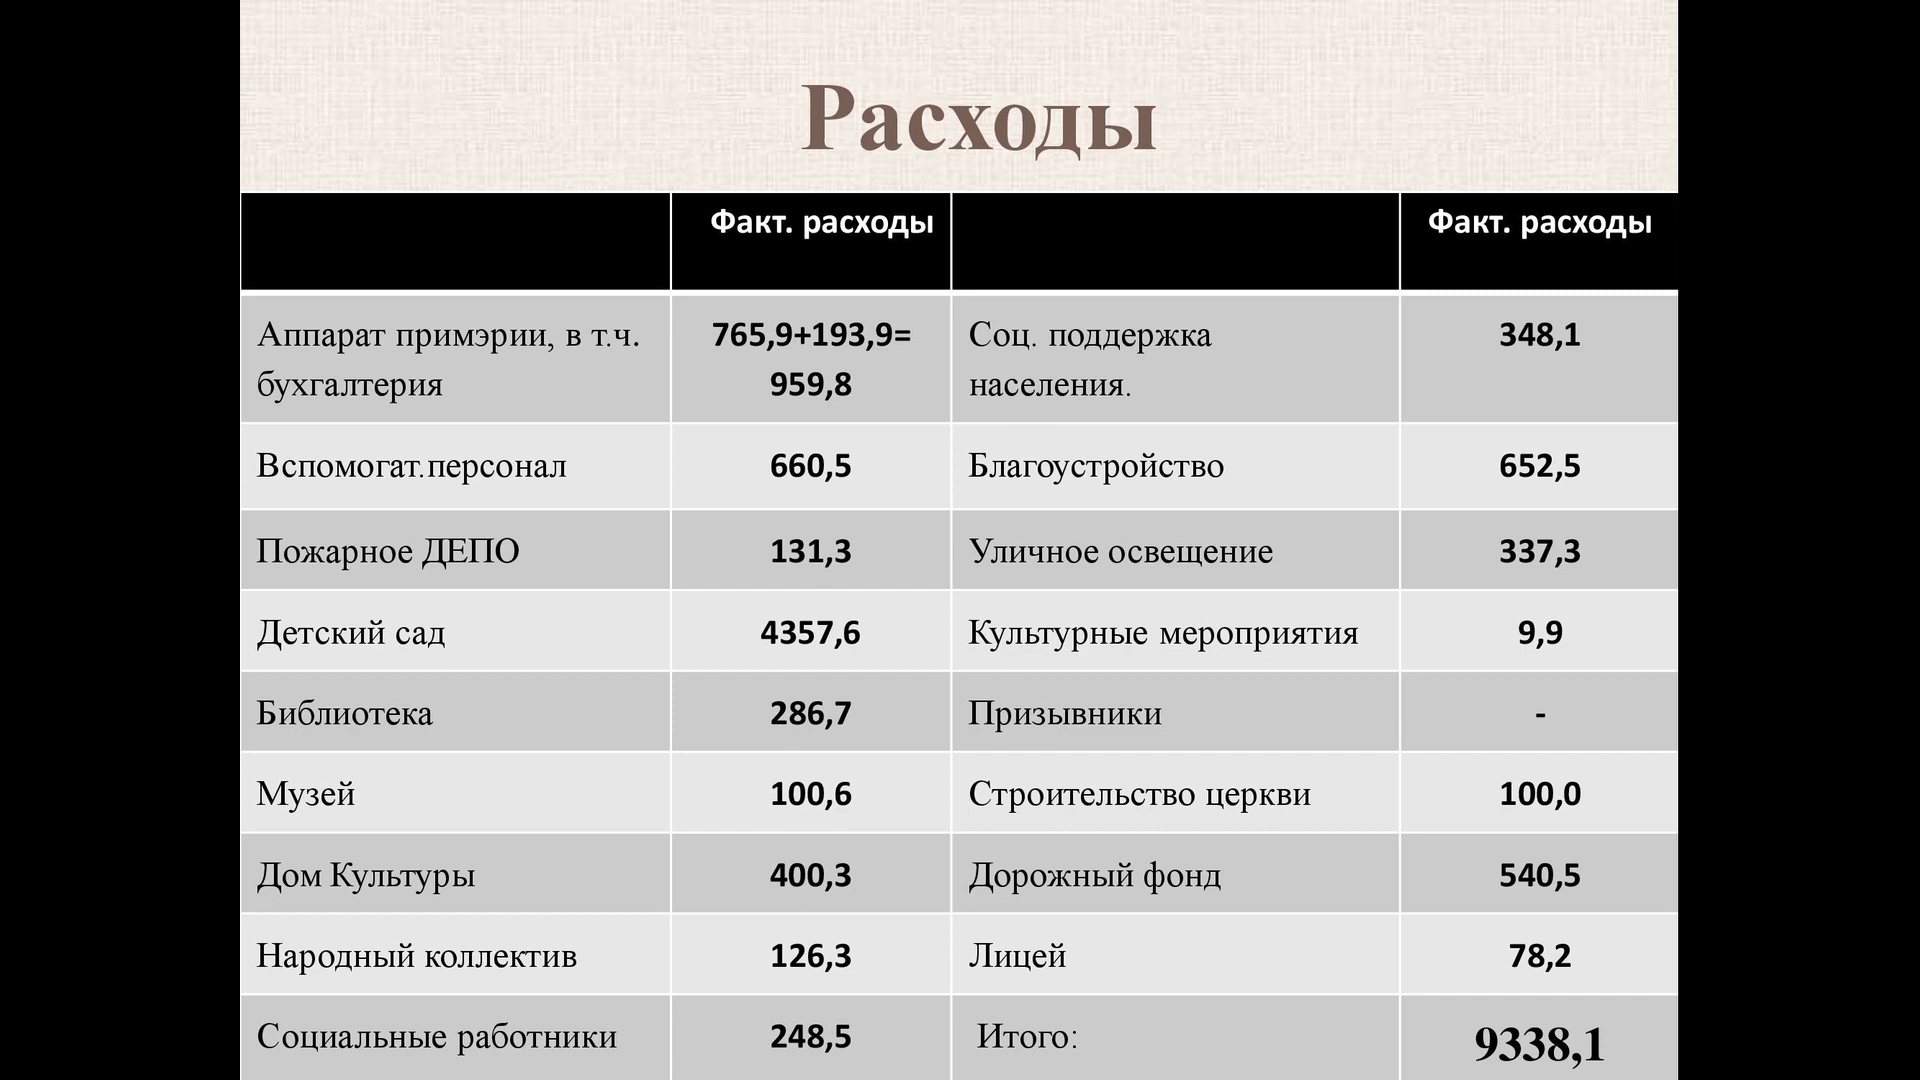 Расходы
Факт. расходы Факт. расходы
Аппарат примэрии, в т.ч. 765,9+193,9= Соц. поддержка 348,1
бухгалтерия 959,8 населения.
Вспомогат.персонал 660,5 Благоустройство 652,5
Пожарное ДЕПО 131,3 Уличное освещение 337,3
Детский сад 4357,6 Культурные мероприятия 9,9
Библиотека 286,7 Призывники -
Музей 100,6 Строительство церкви 100,0
Дом Культуры 400,3 Дорожный фонд 540,5
Народный коллектив 126,3 Лицей 78,2
Социальные работники 248,5 Итого: 9338,1